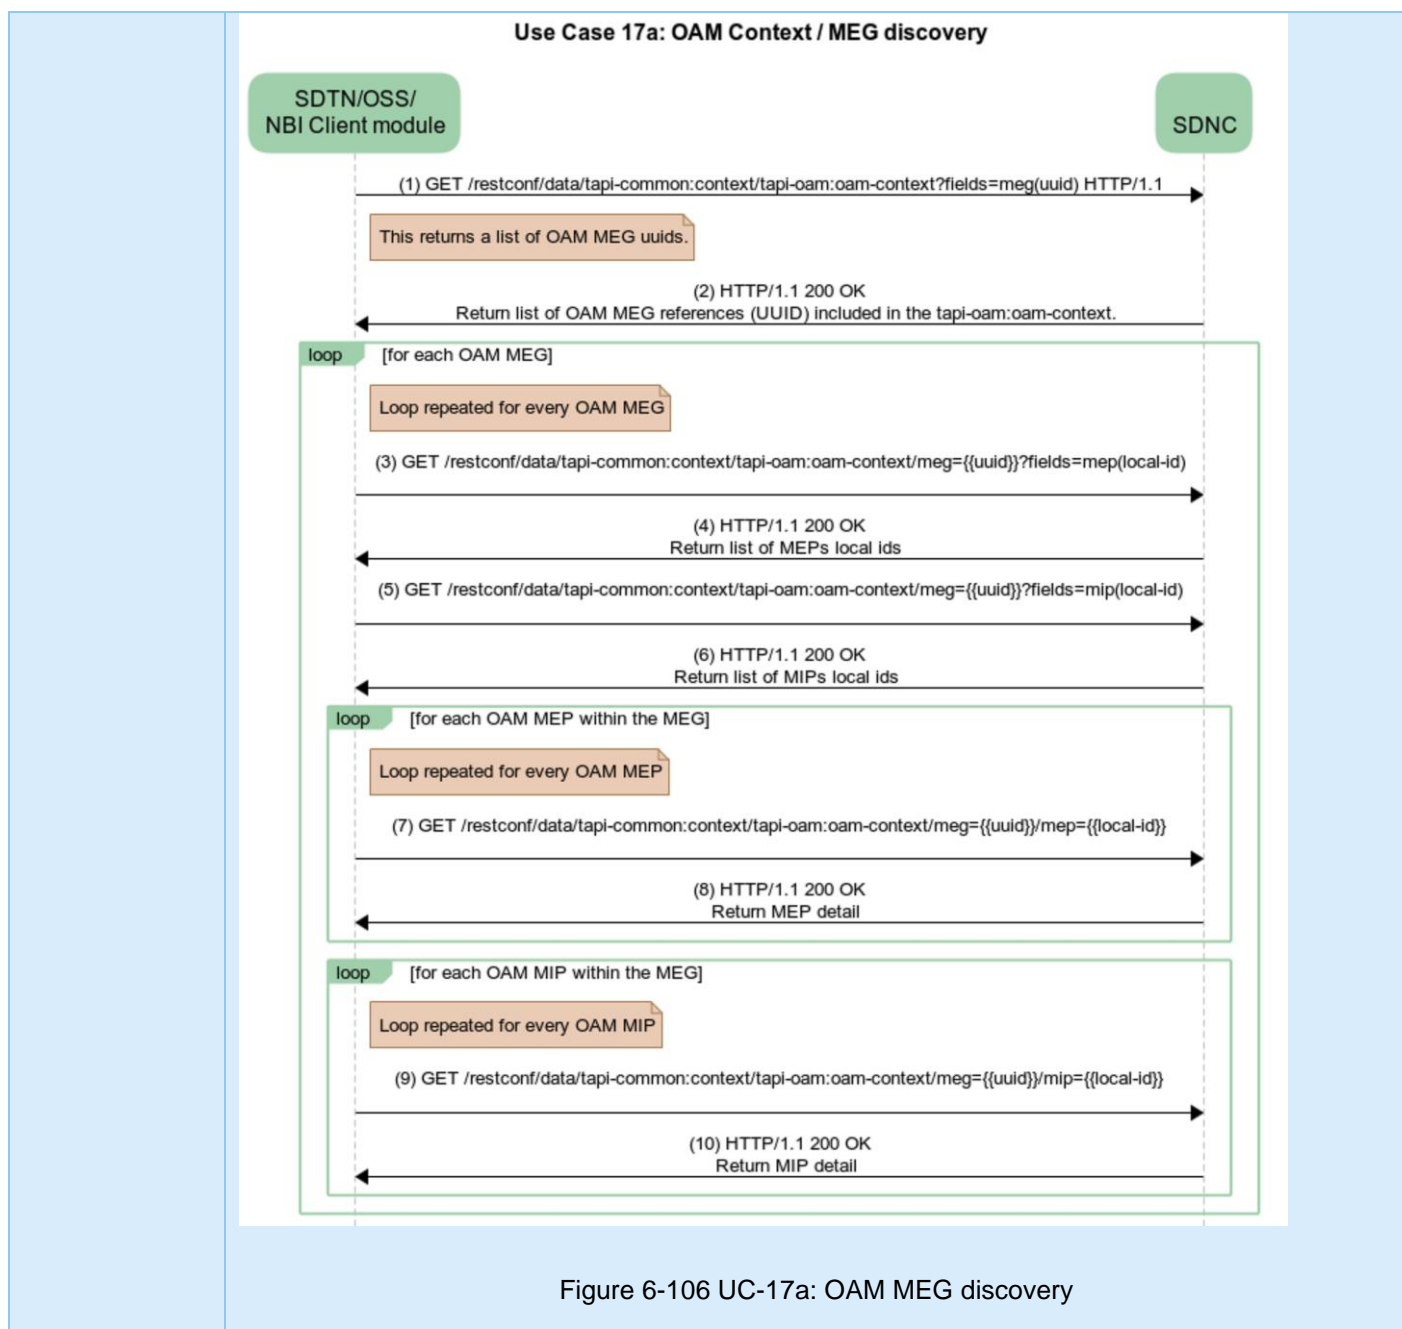 Use Case 17a: OAM Context / MEG discovery
SDTN/OSS/
NBI Client module
SDNC
(1) GET /restconf/data/tapi-common:context/tapi-oam:oam-context?fields=meg(uuid) HTTP/1.1
This returns a list of OAM MEG uuids.
(2) HTTP/1.1 200 OK
Return list of OAM MEG references (UUID) included in the tapi-oam:oam-context.
loop [for each OAM MEG]
Loop repeated for every OAM MEG
(3) GET /restconf/data/tapi-common:context/tapi-oam:oam-context/meg={{uuid}}?fields=mep(local-id)
(4) HTTP/1.1 200 OK
Return list of MEPs local ids
(5) GET /restconf/data/tapi-common:context/tapi-oam:oam-context/meg={{uuid}}?fields=mip(local-id)
(6) HTTP/1.1 200 OK
Return list of MIPs local ids
loop [for each OAM MEP within the MEG]
Loop repeated for every OAM MEP
(7) GET /restconf/data/tapi-common:context/tapi-oam:oam-context/meg={{uuid}}/mep={{local-id}}
(8) HTTP/1.1 200 OK
Return MEP detail
loop [for each OAM MIP within the MEG]
Loop repeated for every OAM MIP
(9) GET /restconf/data/tapi-common:context/tapi-oam:oam-context/meg={{uuid}}/mip={{local-id}}
(10) HTTP/1.1 200 OK
Return MIP detail
Figure 6-106 UC-17a: OAM MEG discovery